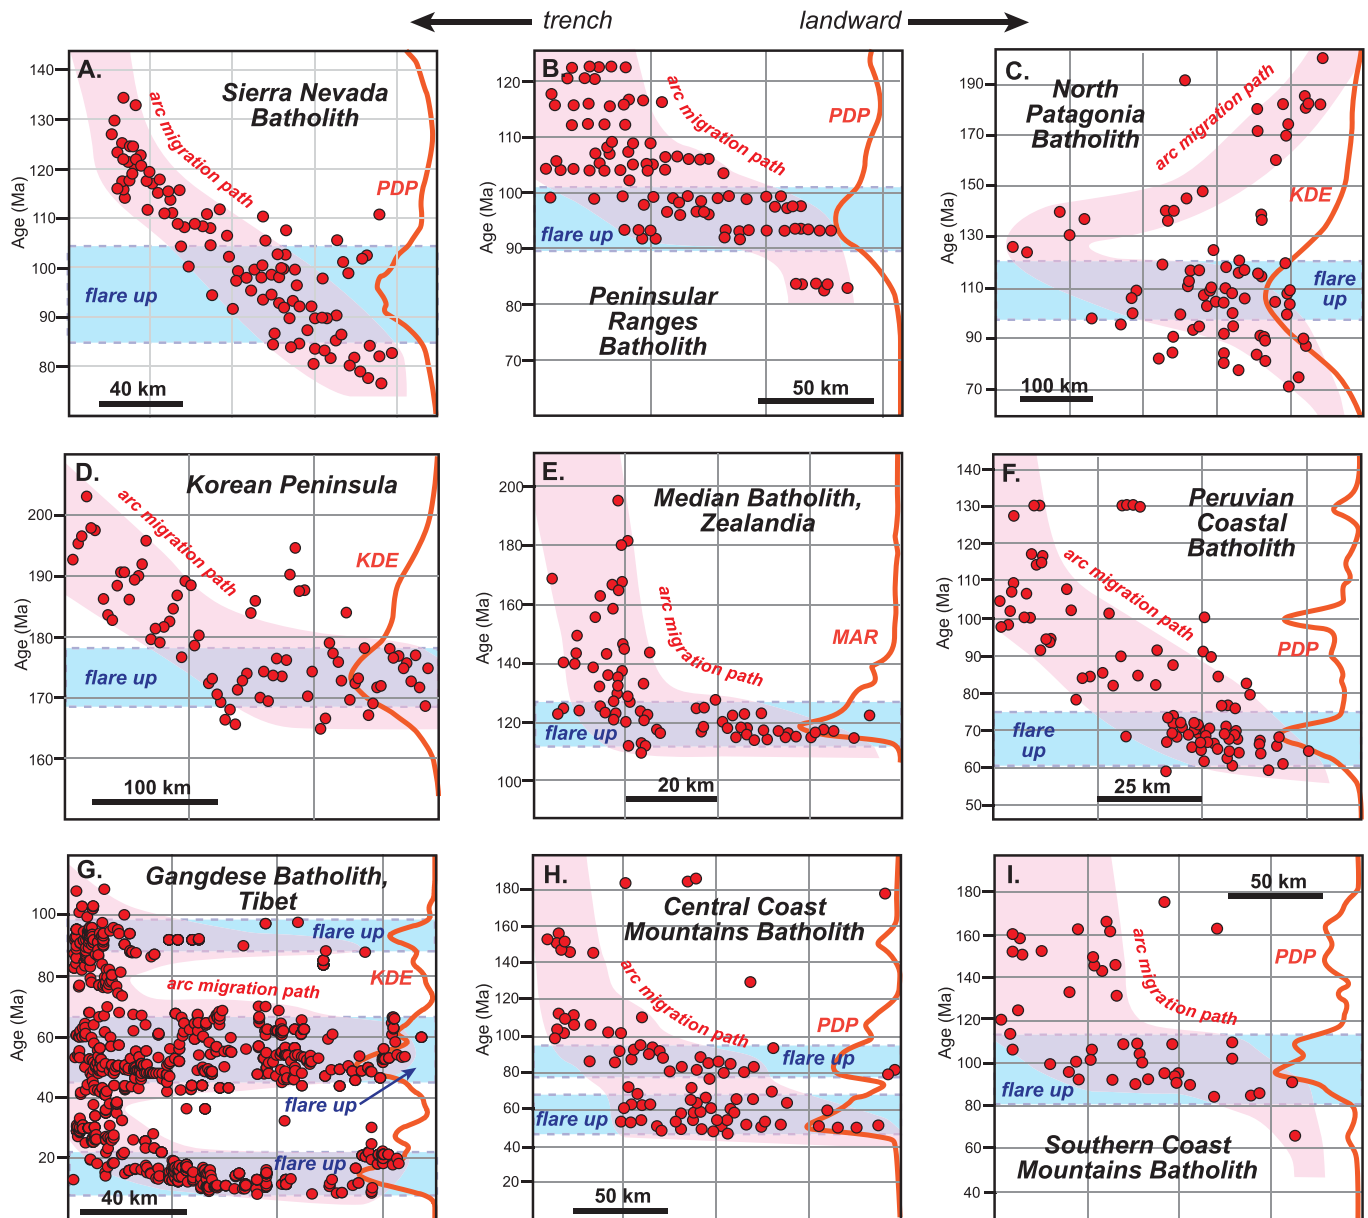 trench
landward
A.
Sierra Nevada
Batholith
arc migration path
PDP
flare up
40 km
Age (Ma)
140
130
120
110
100
90
80
B.
arc migration path
PDP
flare up
Peninsular
Ranges
Batholith
50 km
Age (Ma)
120
110
100
90
80
70
C.
North
Patagonia
Batholith
arc migration path
KDE
flare
up
100 km
Age (Ma)
190
170
150
130
110
90
70
D.
Korean Peninsula
arc migration path
KDE
flare up
100 km
Age (Ma)
200
190
180
170
160
E.
Median Batholith,
Zealandia
arc migration path
MAR
flare up
20 km
Age (Ma)
200
180
160
140
120
100
F.
Peruvian
Coastal
Batholith
arc migration path
PDP
flare
up
25 km
Age (Ma)
140
130
120
110
100
90
80
70
60
50
G.
Gangdese Batholith,
Tibet
flare up
KDE
arc migration path
flare up
flare up
40 km
Age (Ma)
100
80
60
40
20
H.
Central Coast
Mountains Batholith
arc migration path
PDP
flare up
flare up
50 km
Age (Ma)
180
160
140
120
100
80
60
40
20
I.
50 km
PDP
arc migration path
flare up
Southern Coast
Mountains Batholith
Age (Ma)
180
160
140
120
100
80
60
40